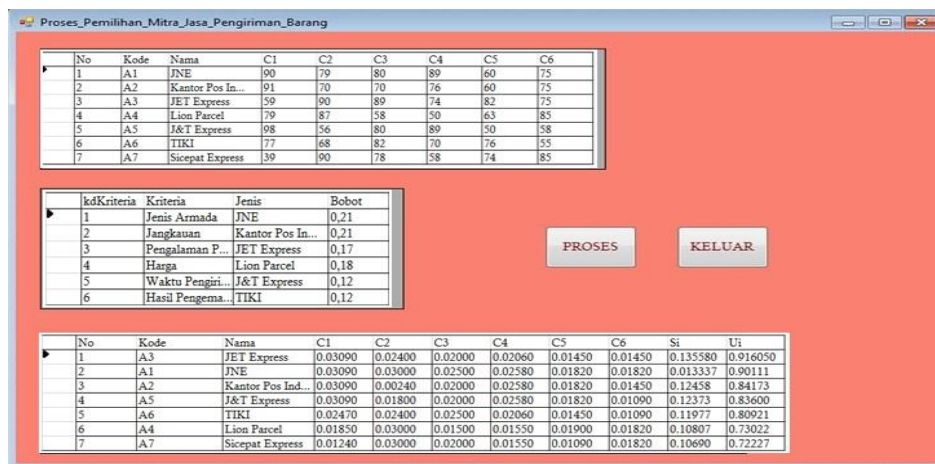 Proses_Pemilihan_Mitra_Jasa_Pengiriman_Barang
No Kode Nama C1 C2 C3 C4 C5 C6
1 A1 JNE 90 79 80 89 60 75
2 A2 Kantor Pos In... 91 70 70 76 60 75
3 A3 JET Express 59 90 89 74 82 75
4 A4 Lion Parcel 79 87 58 50 63 85
5 A5 J&T Express 98 56 80 89 50 58
6 A6 TIKI 77 68 82 70 76 55
7 A7 Sicepat Express 39 90 78 58 74 85
kdKriteria Kriteria Jenis Bobot
1 Jenis Armada JNE 0,21
2 Jangkauan Kantor Pos In... 0,21
3 Pengalaman P... JET Express 0,17
4 Harga Lion Parcel 0,18
5 Waktu Pengiri... J&T Express 0,12
6 Hasil Pengema... TIKI 0,12
PROSES KELUAR
No Kode Nama C1 C2 C3 C4 C5 C6 Si Ui
1 A3 JET Express 0.03090 0.02400 0.02000 0.02060 0.01450 0.01450 0.135580 0.916050
2 A1 JNE 0.03090 0.03000 0.02500 0.02580 0.01820 0.01820 0.013337 0.90111
3 A2 Kantor Pos Ind... 0.03090 0.00240 0.02000 0.02580 0.01820 0.01450 0.12458 0.84173
4 A5 J&T Express 0.03090 0.01800 0.02000 0.02580 0.01820 0.01090 0.12373 0.83600
5 A6 TIKI 0.02470 0.02400 0.02500 0.02060 0.01450 0.01090 0.11977 0.80921
6 A4 Lion Parcel 0.01850 0.03000 0.01500 0.01550 0.01900 0.01820 0.10807 0.73022
7 A7 Sicepat Express 0.01240 0.03000 0.02000 0.01550 0.01090 0.01820 0.10690 0.72227